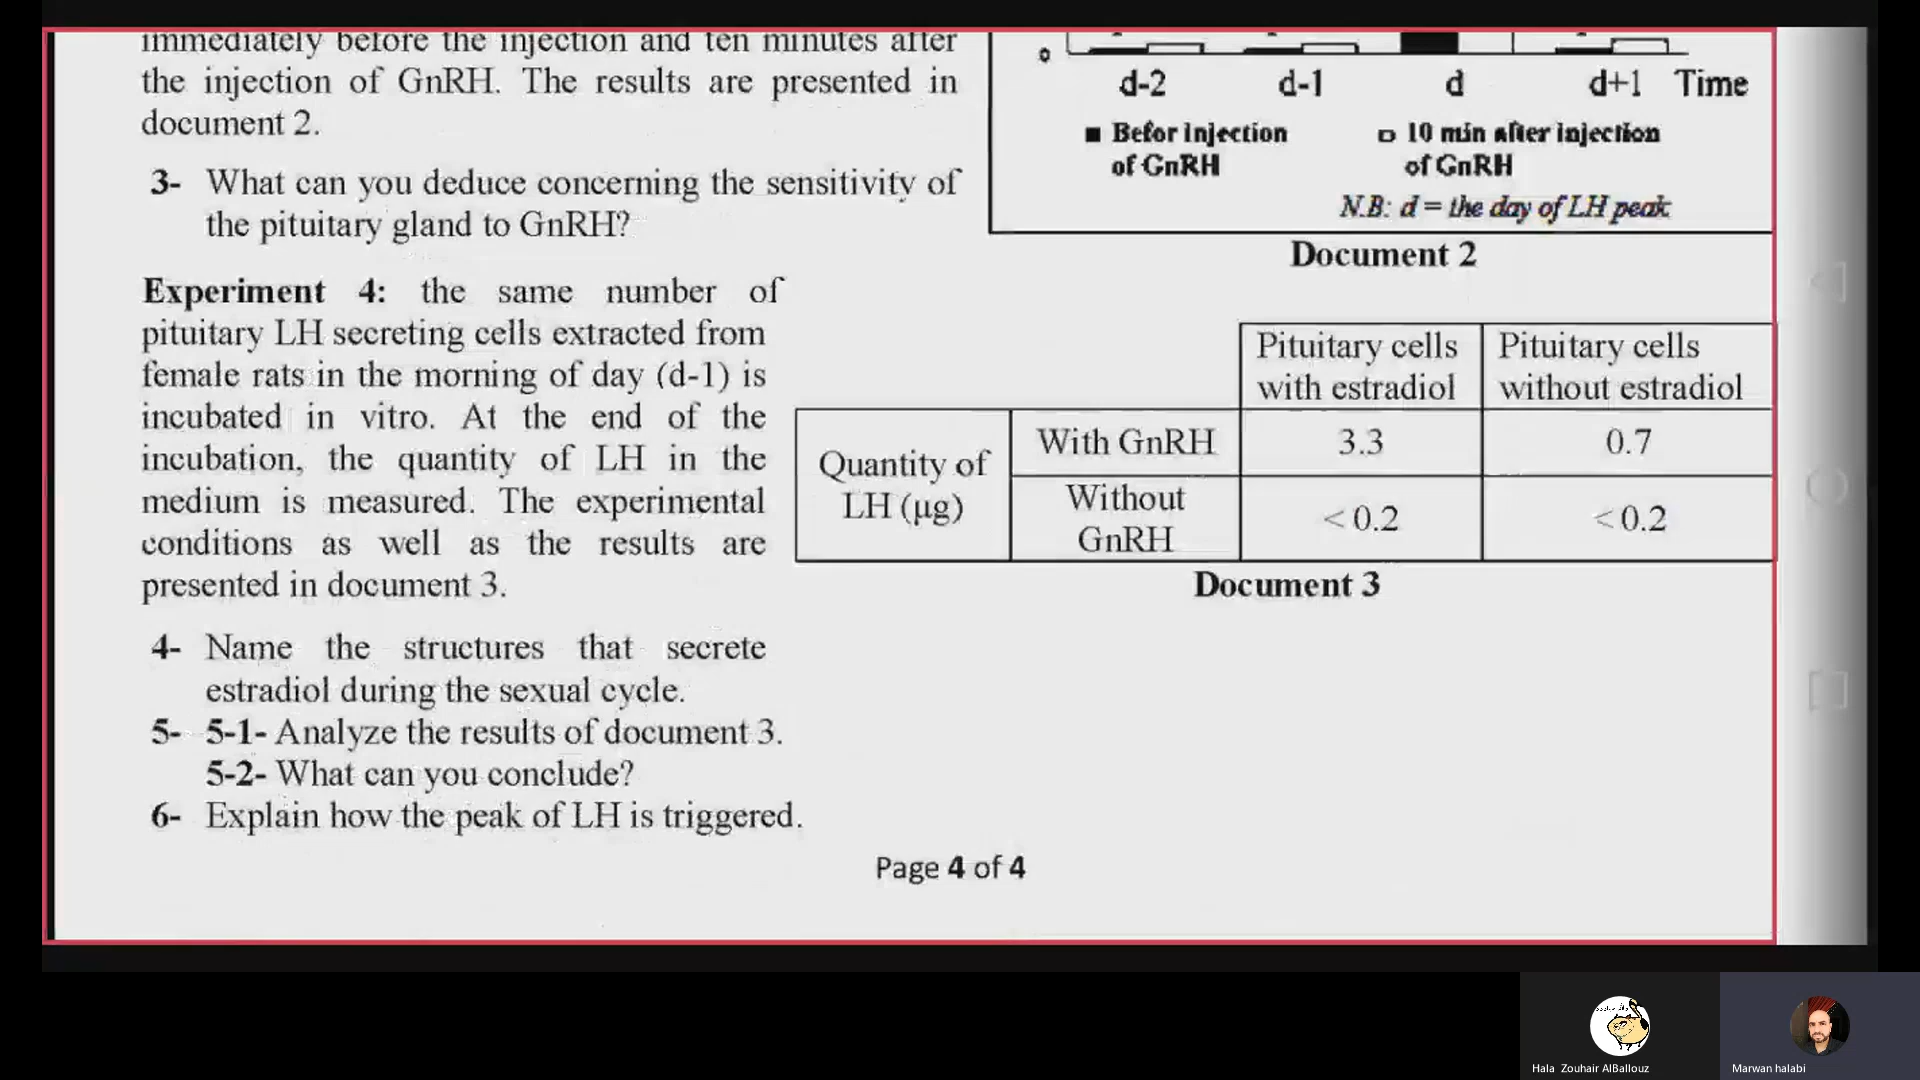 immediately before the injection and ten minutes after
the injection of GnRH. The results are presented in
document 2.
3- What can you deduce concerning the sensitivity of
the pituitary gland to GnRH?
0
d-2 d-1 d d+1 Time
Befor injection
of GnRH
10 min after injection
of GnRH
N.B: d = the day of LH peak
Document 2
Experiment 4: the same number of
pituitary LH secreting cells extracted from
female rats in the morning of day (d-1) is
incubated in vitro. At the end of the
incubation, the quantity of LH in the
medium is measured. The experimental
conditions as well as the results are
presented in document 3.
Pituitary cells
with estradiol
Pituitary cells
without estradiol
Quantity of
LH (µg)
With GnRH 3.3 0.7
Without
GnRH
<0.2 <0.2
Document 3
4- Name the structures that secrete
estradiol during the sexual cycle.
5- 5-1- Analyze the results of document 3.
5-2- What can you conclude?
6- Explain how the peak of LH is triggered.
Page 4 of 4
Hala Zouhair AlBallouz
Marwan halabi